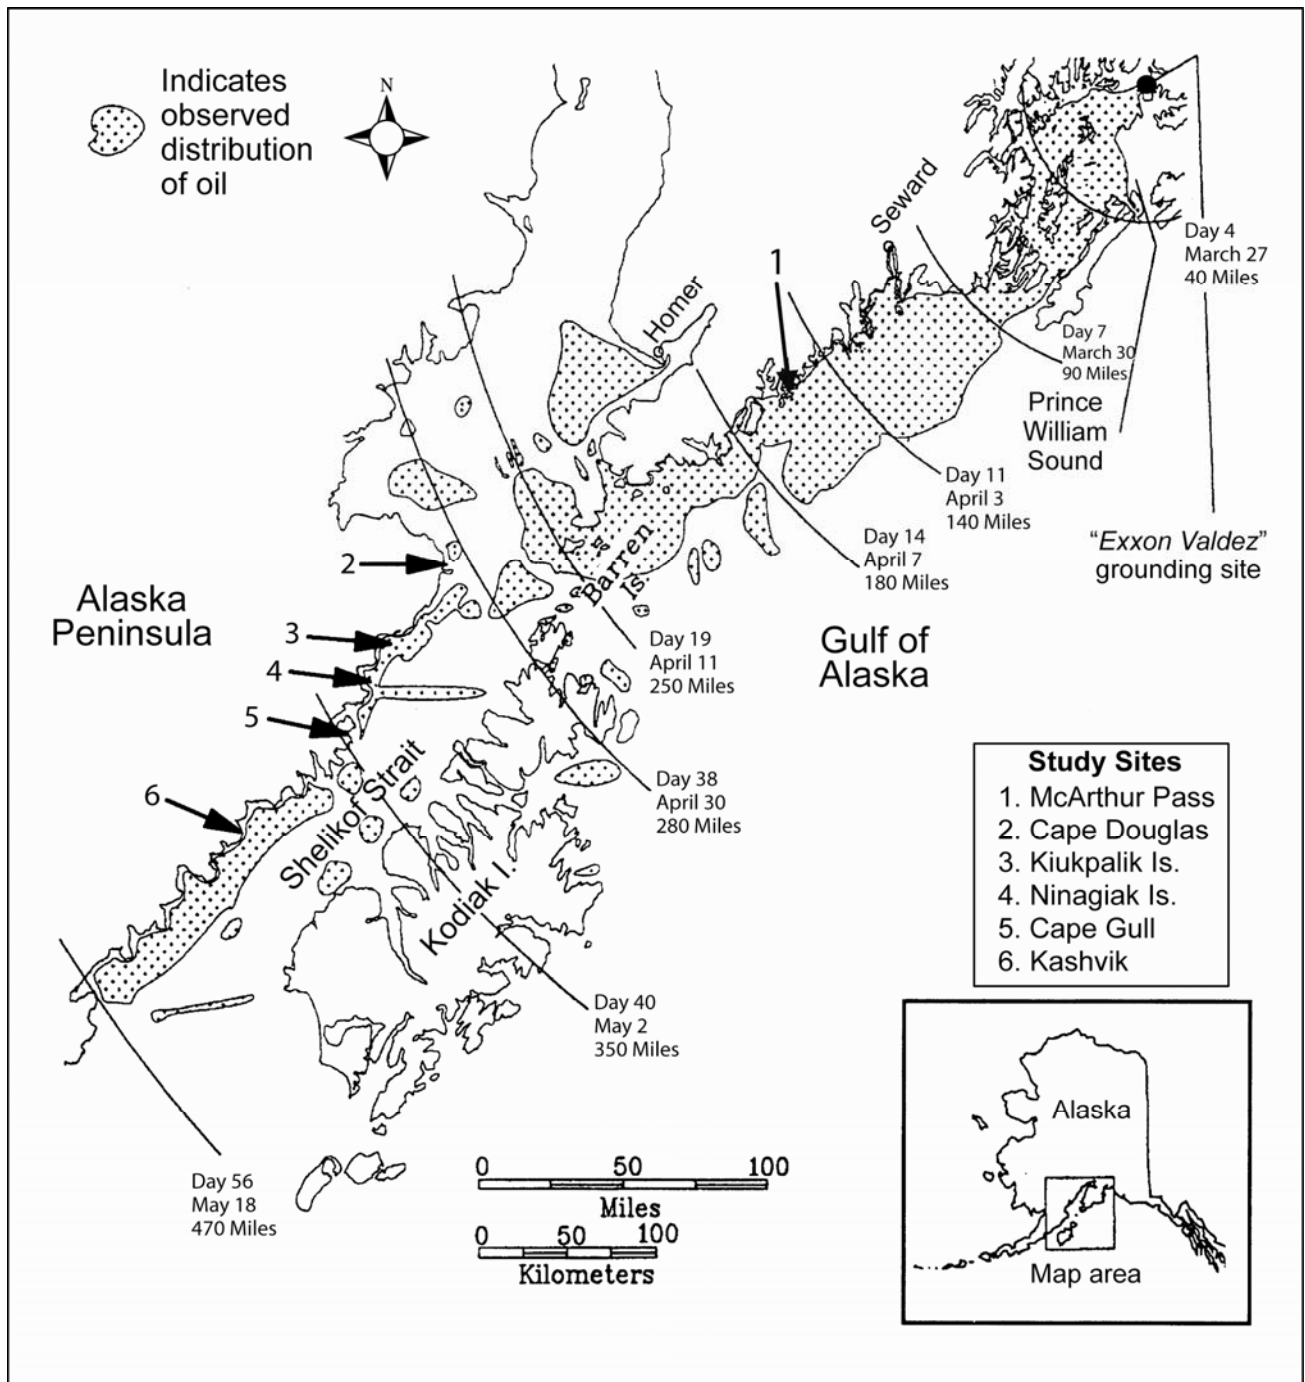 Indicates
observed
distribution
of oil
N
Seward
1
Homer
Day 4
March 27
40 Miles
Day 7
March 30
90 Miles
Prince
William
Sound
Day 11
April 3
140 Miles
"Exxon Valdez"
grounding site
Day 14
April 7
180 Miles
Barren
Is.
2
Alaska
Peninsula
3
4
5
6
Day 19
April 11
250 Miles
Gulf of
Alaska
Shelikof Strait
Kodiak I.
Day 38
April 30
280 Miles
Study Sites
1. McArthur Pass
2. Cape Douglas
3. Kiukpalik Is.
4. Ninagiak Is.
5. Cape Gull
6. Kashvik
Day 40
May 2
350 Miles
Day 56
May 18
470 Miles
0 50 100
Miles
0 50 100
Kilometers
Alaska
Map area